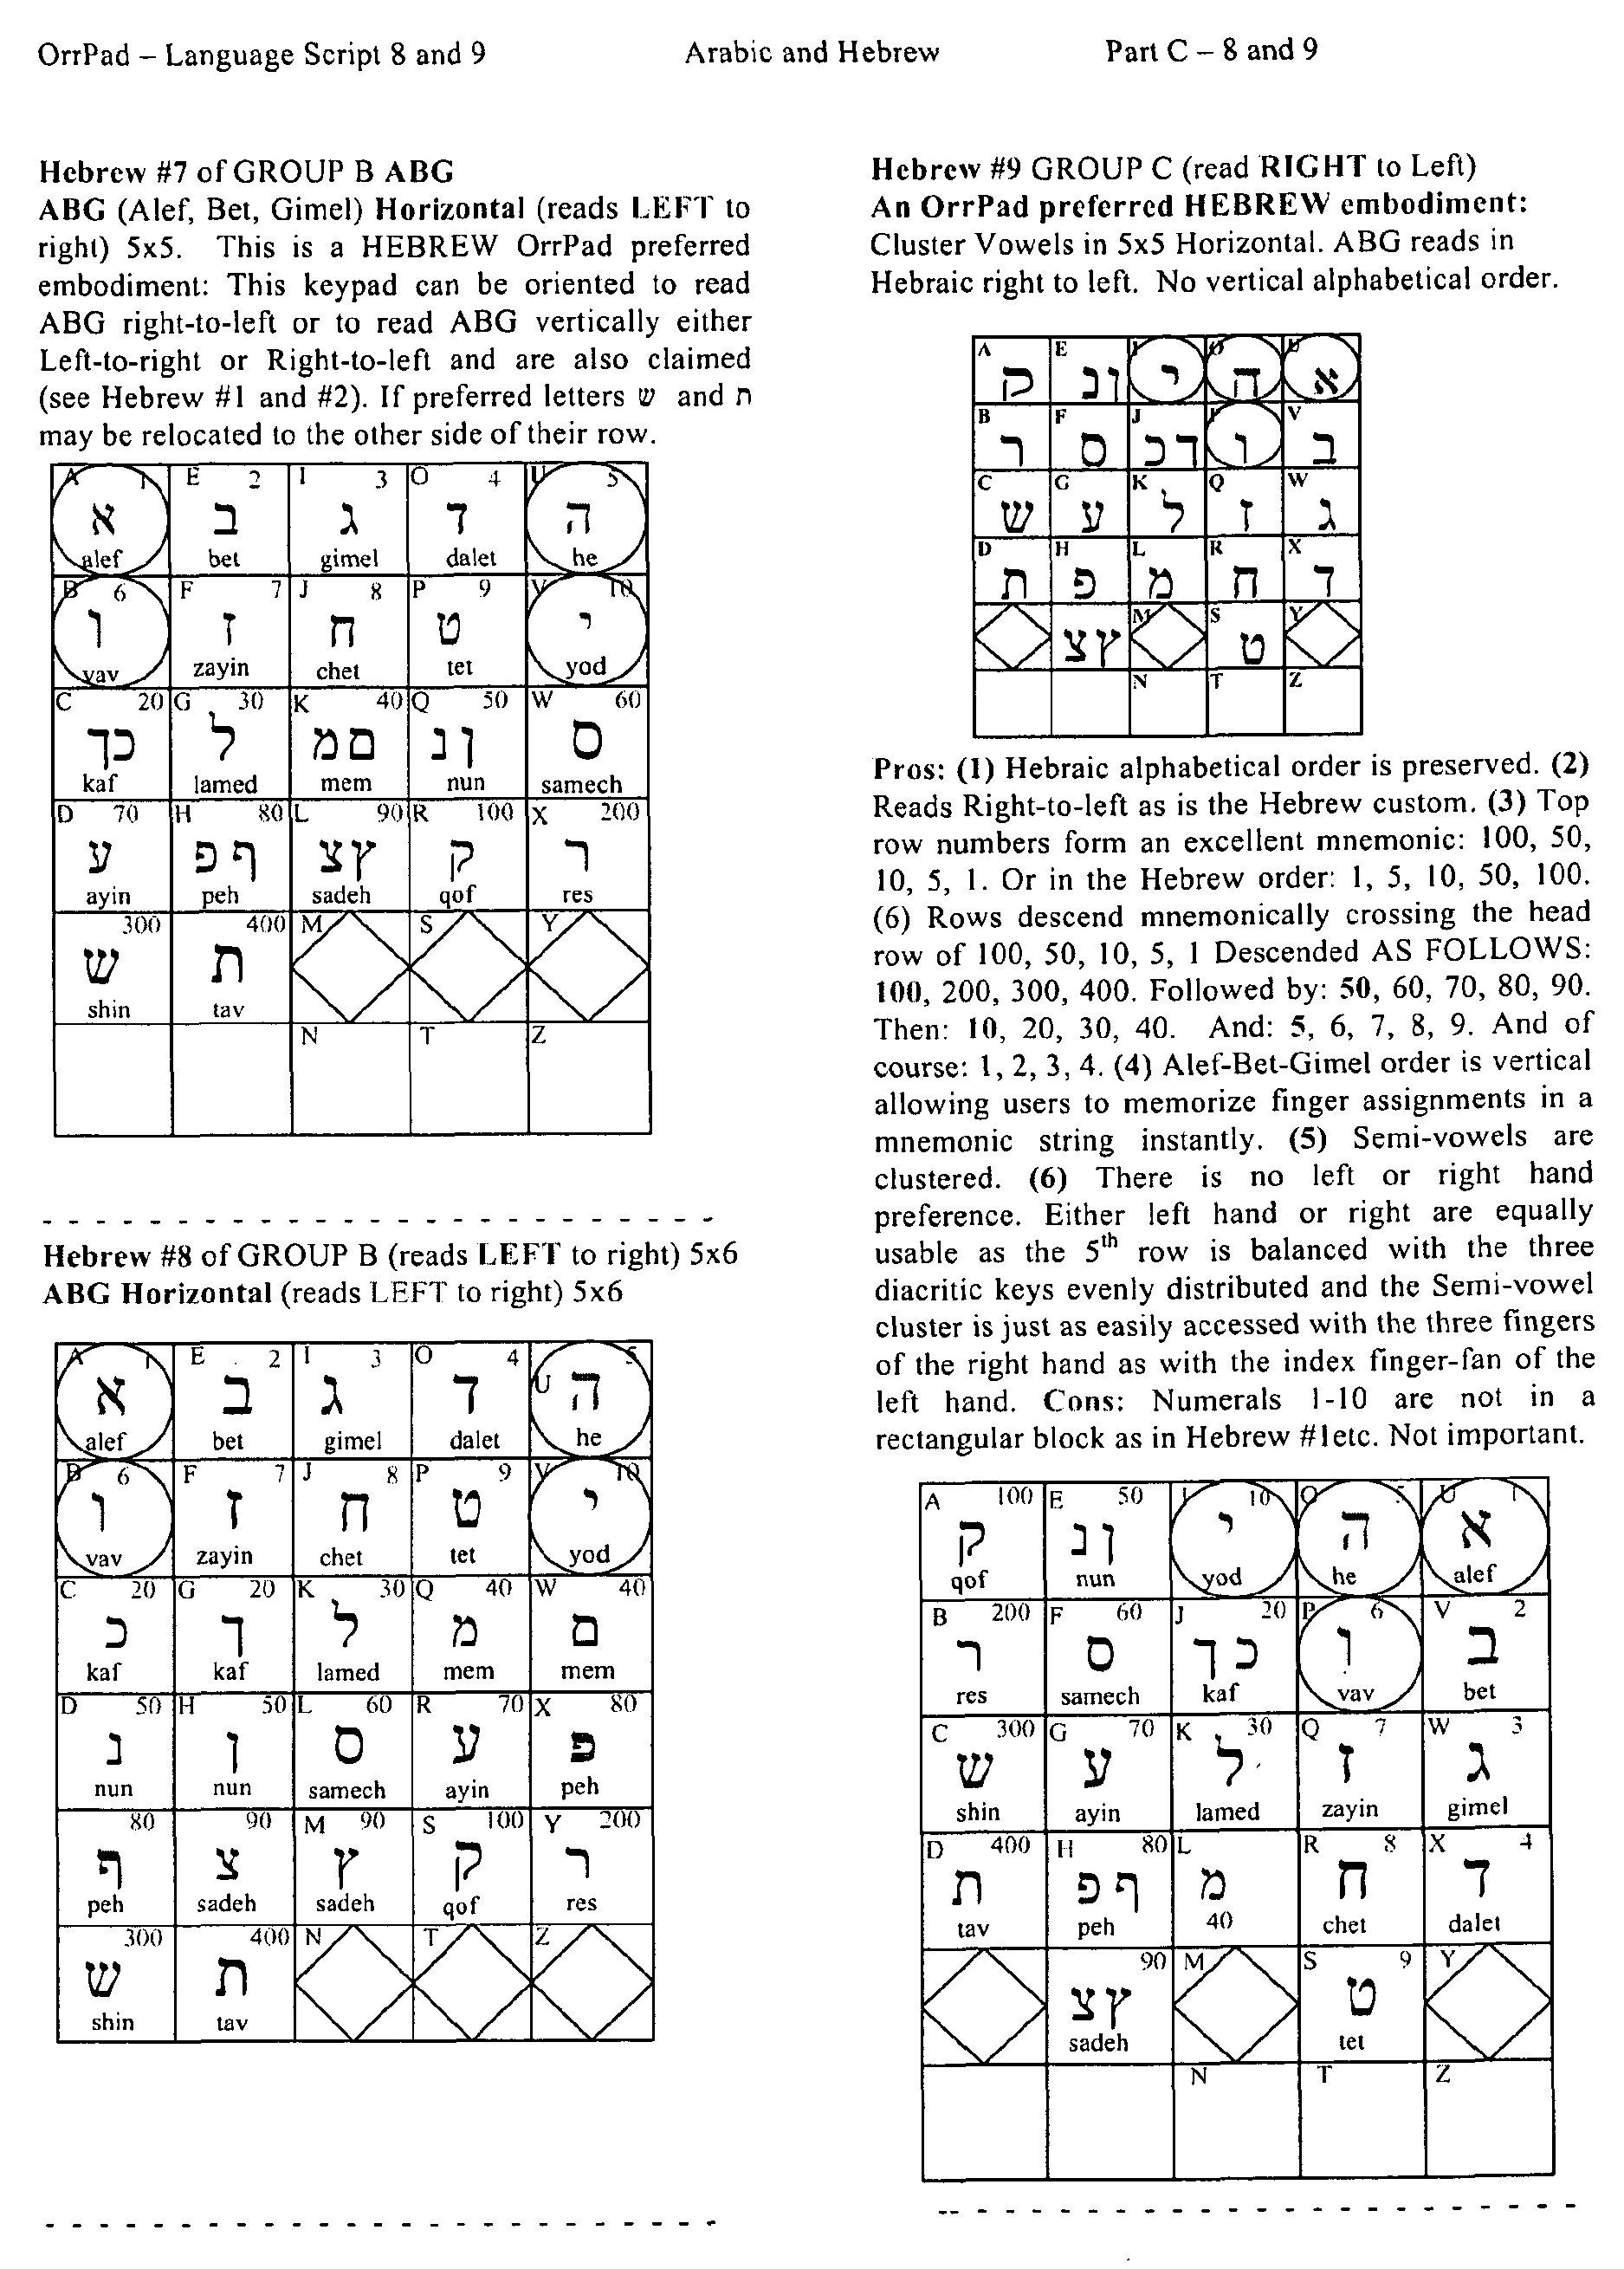 OrrPad – Language Script 8 and 9 Arabic and Hebrew Part C – 8 and 9
Hebrew #7 of GROUP B ABG
ABG (Alef, Bet, Gimel) Horizontal (reads LEFT to
right) 5x5. This is a HEBREW OrrPad preferred
embodiment: This keypad can be oriented to read
ABG right-to-left or to read ABG vertically either
Left-to-right or Right-to-left and are also claimed
(see Hebrew #1 and #2). If preferred letters ש and ת
may be relocated to the other side of their row.
A 1 E 2 I 3 O 4 U 5
א ב ג ד ה
alef bet gimel dalet he
B 6 F 7 J 8 P 9 V 10
ו ז ח ט י
vav zayin chet tet yod
C 20 G 30 K 40 Q 50 W 60
כך ל םמ ןנ ס
kaf lamed mem nun samech
D 70 H 80 L 90 R 100 X 200
ע ףפ ץצ ק ר
ayin peh sadeh qof res
300 400 M S Y
ש ת
shin tav
N T Z
Hebrew #8 of GROUP B (reads LEFT to right) 5x6
ABG Horizontal (reads LEFT to right) 5x6
A 1 E 2 I 3 O 4 U 5
א ב ג ד ה
alef bet gimel dalet he
B 6 F 7 J 8 P 9 V 10
ו ז ח ט י
vav zayin chet tet yod
C 20 G 20 K 30 Q 40 W 40
כ ך ל מ ם
kaf kaf lamed mem mem
D 50 H 50 L 60 R 70 X 80
נ ן ס ע פ
nun nun samech ayin peh
80 90 M 90 S 100 Y 200
ף צ ץ ק ר
peh sadeh sadeh qof res
300 400 N T Z
ש ת
shin tav
Hebrew #9 GROUP C (read RIGHT to Left)
An OrrPad preferred HEBREW embodiment:
Cluster Vowels in 5x5 Horizontal. ABG reads in
Hebraic right to left. No vertical alphabetical order.
A E I O U
ק ןנ י ה א
B F J P V
ר ס דכ ו ב
C G K Q W
ש ע ל ז ג
D H L R X
ת פ מ ח ד
M S Y
ץצ ט
N T Z
Pros: (1) Hebraic alphabetical order is preserved. (2)
Reads Right-to-left as is the Hebrew custom. (3) Top
row numbers form an excellent mnemonic: 100, 50,
10, 5, 1. Or in the Hebrew order: 1, 5, 10, 50, 100.
(6) Rows descend mnemonically crossing the head
row of 100, 50, 10, 5, 1 Descended AS FOLLOWS:
100, 200, 300, 400. Followed by: 50, 60, 70, 80, 90.
Then: 10, 20, 30, 40. And: 5, 6, 7, 8, 9. And of
course: 1, 2, 3, 4. (4) Alef-Bet-Gimel order is vertical
allowing users to memorize finger assignments in a
mnemonic string instantly. (5) Semi-vowels are
clustered. (6) There is no left or right hand
preference. Either left hand or right are equally
usable as the 5th row is balanced with the three
diacritic keys evenly distributed and the Semi-vowel
cluster is just as easily accessed with the three fingers
of the right hand as with the index finger-fan of the
left hand. Cons: Numerals 1-10 are not in a
rectangular block as in Hebrew #1etc. Not important.
A 100 E 50 I 10 O 5 U 1
ק ןנ י ה א
qof nun yod he alef
B 200 F 60 J 20 P 6 V 2
ר ס כך ו ב
res samech kaf vav bet
C 300 G 70 K 30 Q 7 W 3
ש ע ל ז ג
shin ayin lamed zayin gimel
D 400 H 80 L R 8 X 4
ת ףפ מ ח ד
tav peh 40 chet dalet
90 M S 9 Y
ץצ ט
sadeh tet
N T Z